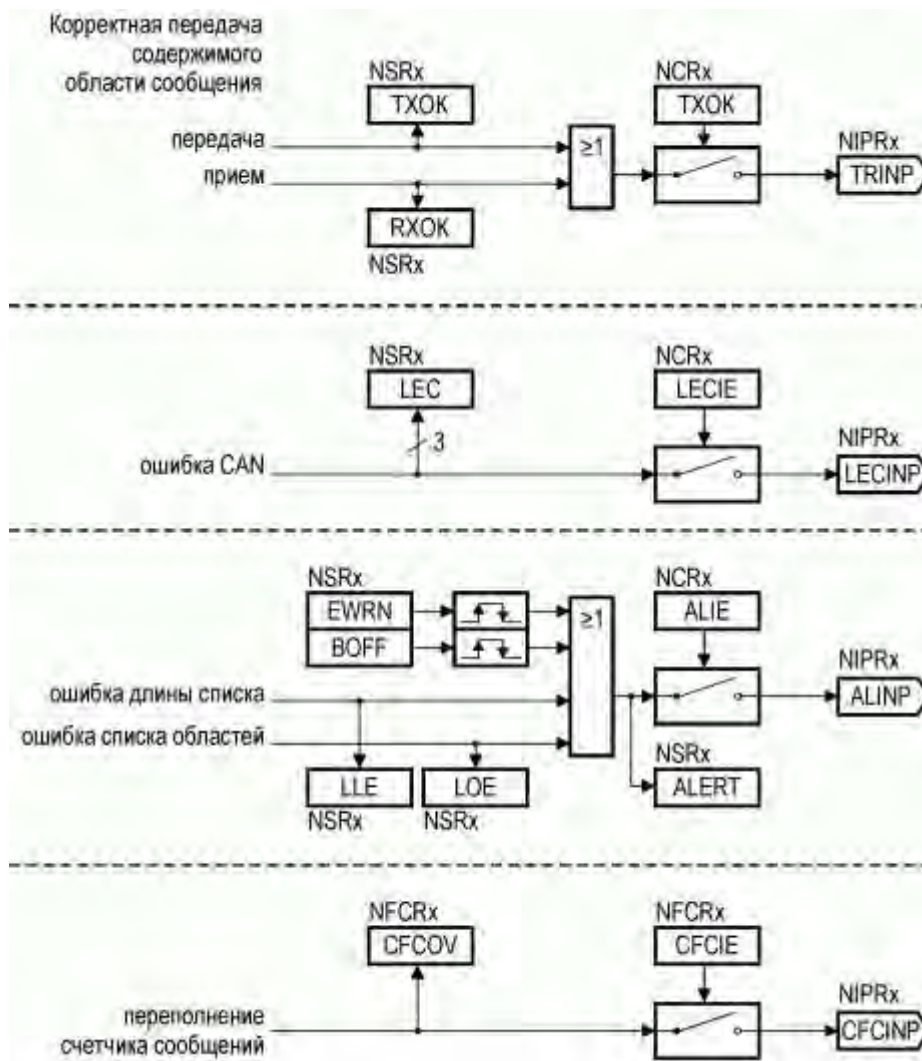 Корректная передача
содержимого
области сообщения
NSRx
TXOK
NCRx
TXOK
передача
≥1
NIPRx
TRINP
прием
RXOK
NSRx
NSRx
LEC
NCRx
LECIE
3
ошибка CAN
NIPRx
LECINP
NSRx
EWRN
BOFF
≥1
NCRx
ALIE
NIPRx
ALINP
ошибка длины списка
ошибка списка областей
LLE
NSRx
LOE
NSRx
NSRx
ALERT
NFCRx
CFCOV
NFCRx
CFCIE
переполнение
счетчика сообщений
NIPRx
CFCINP